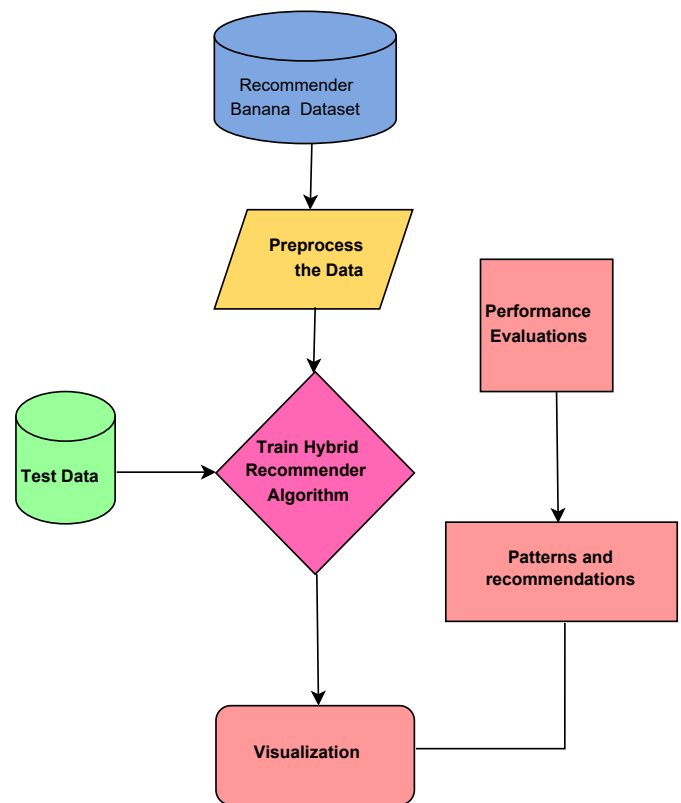 Recommender
Banana  Dataset
Preprocess
the Data
Performance
Evaluations
Test Data
Train Hybrid
Recommender
Algorithm
Patterns and
recommendations
Visualization